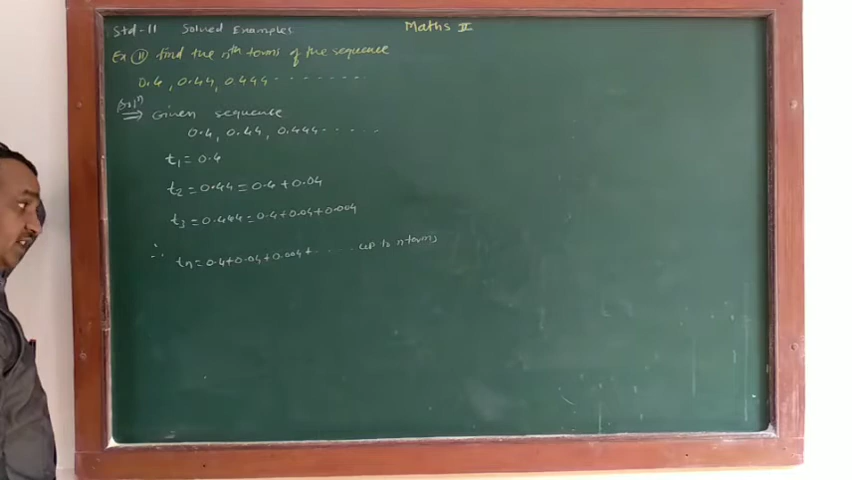 Std-11 Solved Examples Maths II
Ex 11 find the nth terms of the sequence
0.4, 0.44, 0.444 - - - - - - - -
Solⁿ
⇒ Given sequence
0.4, 0.44, 0.444 - - - - -
t₁ = 0.4
t₂ = 0.44 = 0.4 + 0.04
t₃ = 0.444 = 0.4 + 0.04 + 0.004
∴ tn = 0.4 + 0.04 + 0.004 + - - - - - up to n terms